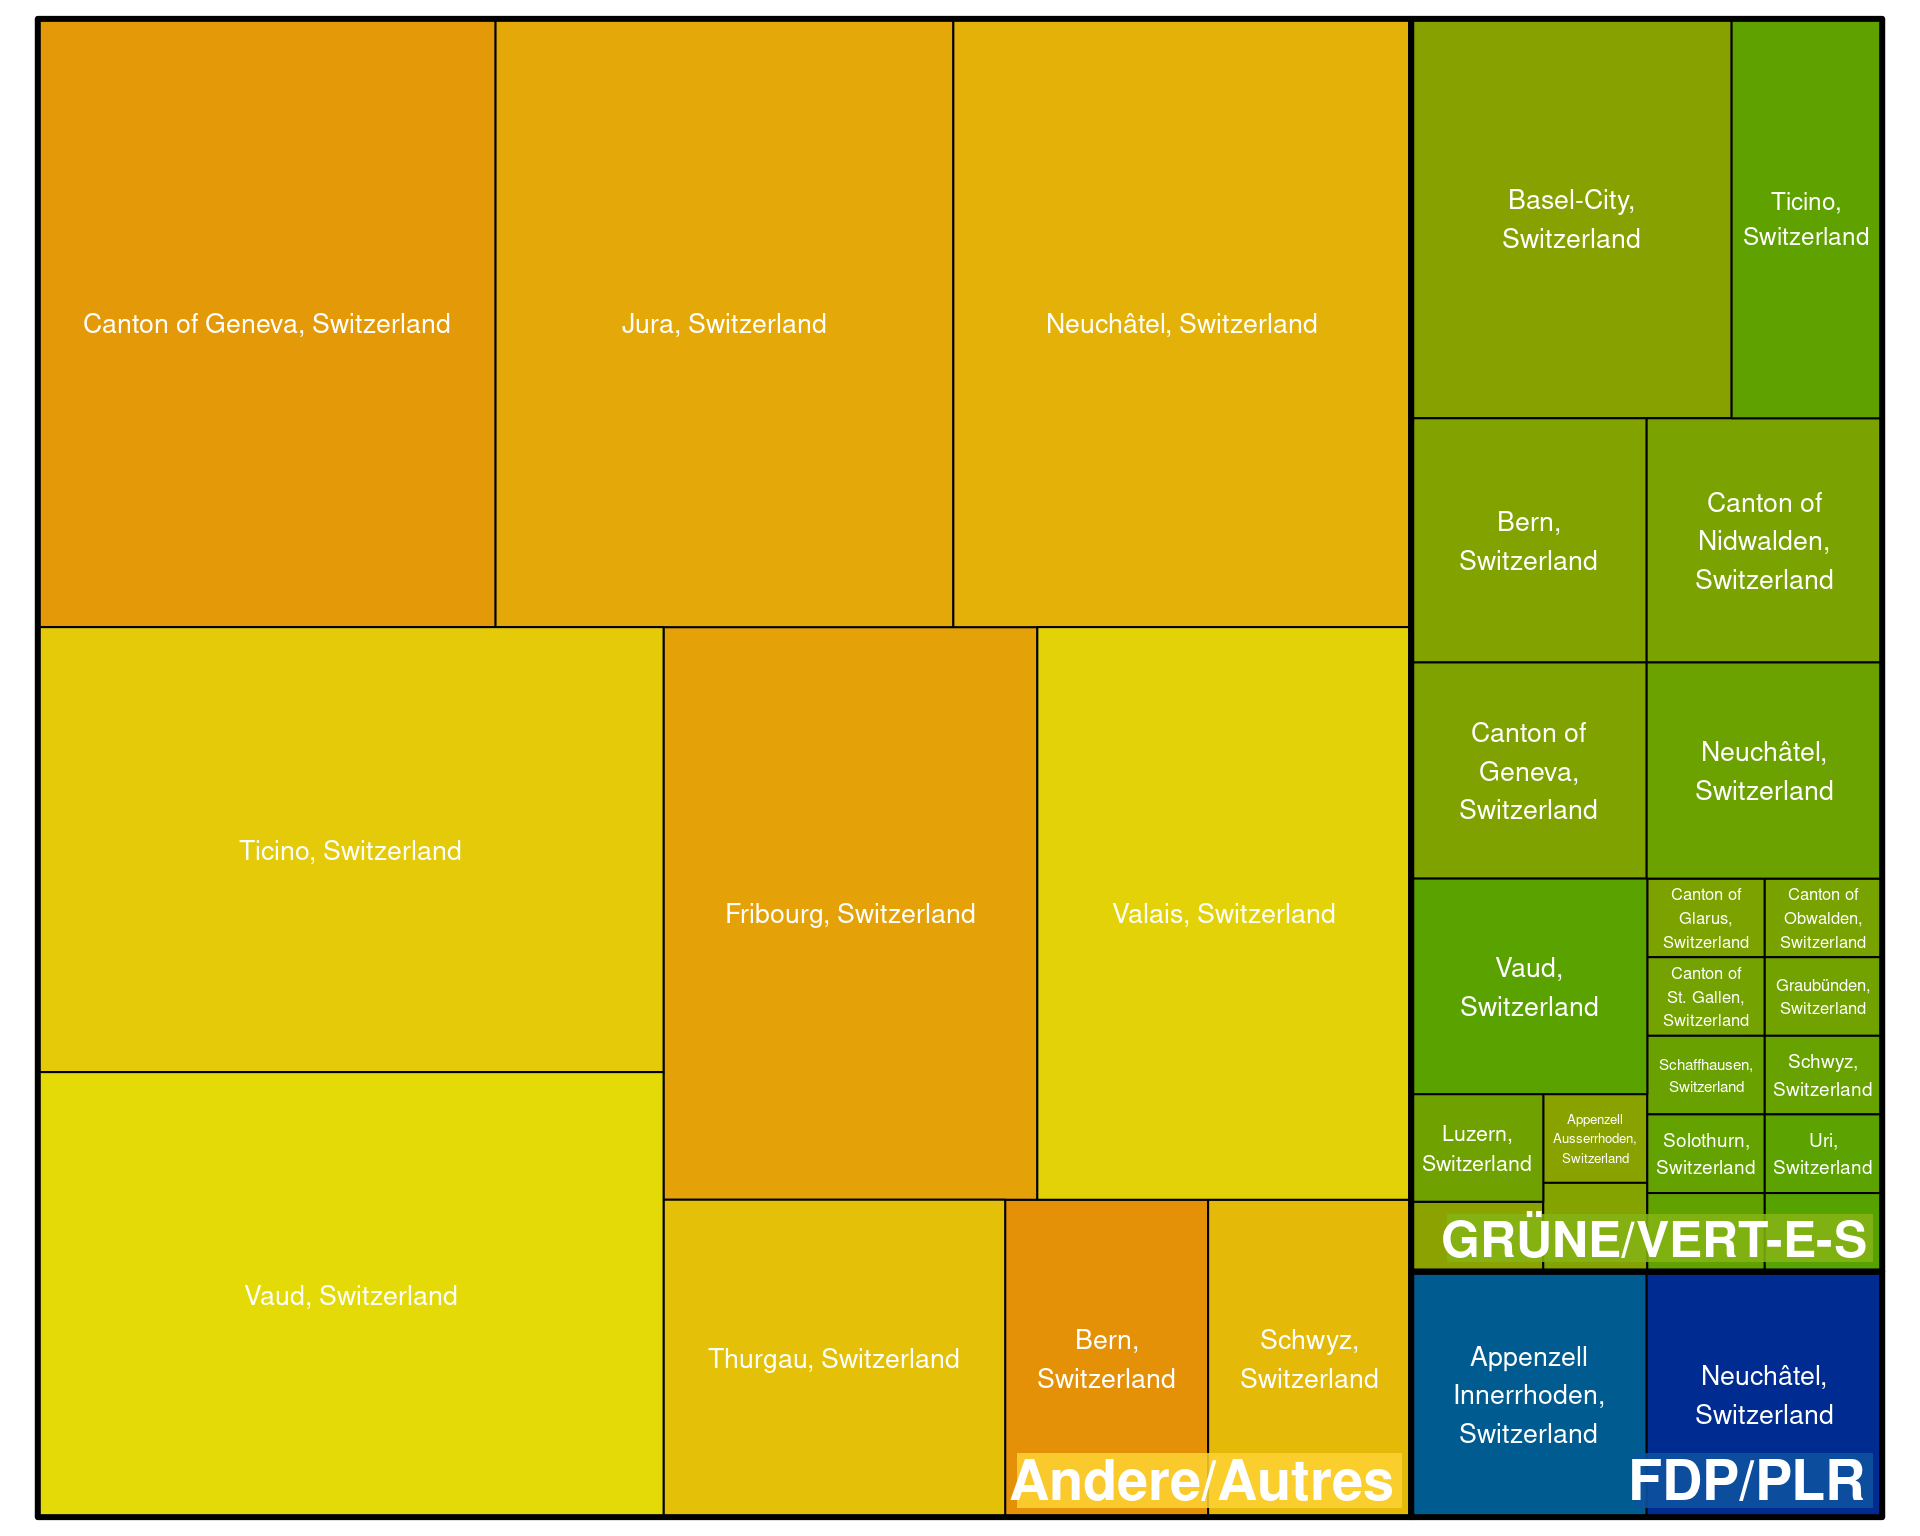 Canton of Geneva, Switzerland
Jura, Switzerland
Neuchâtel, Switzerland
Ticino, Switzerland
Vaud, Switzerland
Fribourg, Switzerland
Valais, Switzerland
Thurgau, Switzerland
Bern,
Switzerland
Schwyz,
Switzerland
Andere/Autres
Basel-City,
Switzerland
Ticino,
Switzerland
Bern,
Switzerland
Canton of
Nidwalden,
Switzerland
Canton of
Geneva,
Switzerland
Neuchâtel,
Switzerland
Vaud,
Switzerland
Canton of
Glarus,
Switzerland
Canton of
Obwalden,
Switzerland
Canton of
St. Gallen,
Switzerland
Graubünden,
Switzerland
Schaffhausen,
Switzerland
Schwyz,
Switzerland
Luzern,
Switzerland
Appenzell
Ausserrhoden,
Switzerland
Solothurn,
Switzerland
Uri,
Switzerland
GRÜNE/VERT-E-S
Appenzell
Innerrhoden,
Switzerland
Neuchâtel,
Switzerland
FDP/PLR